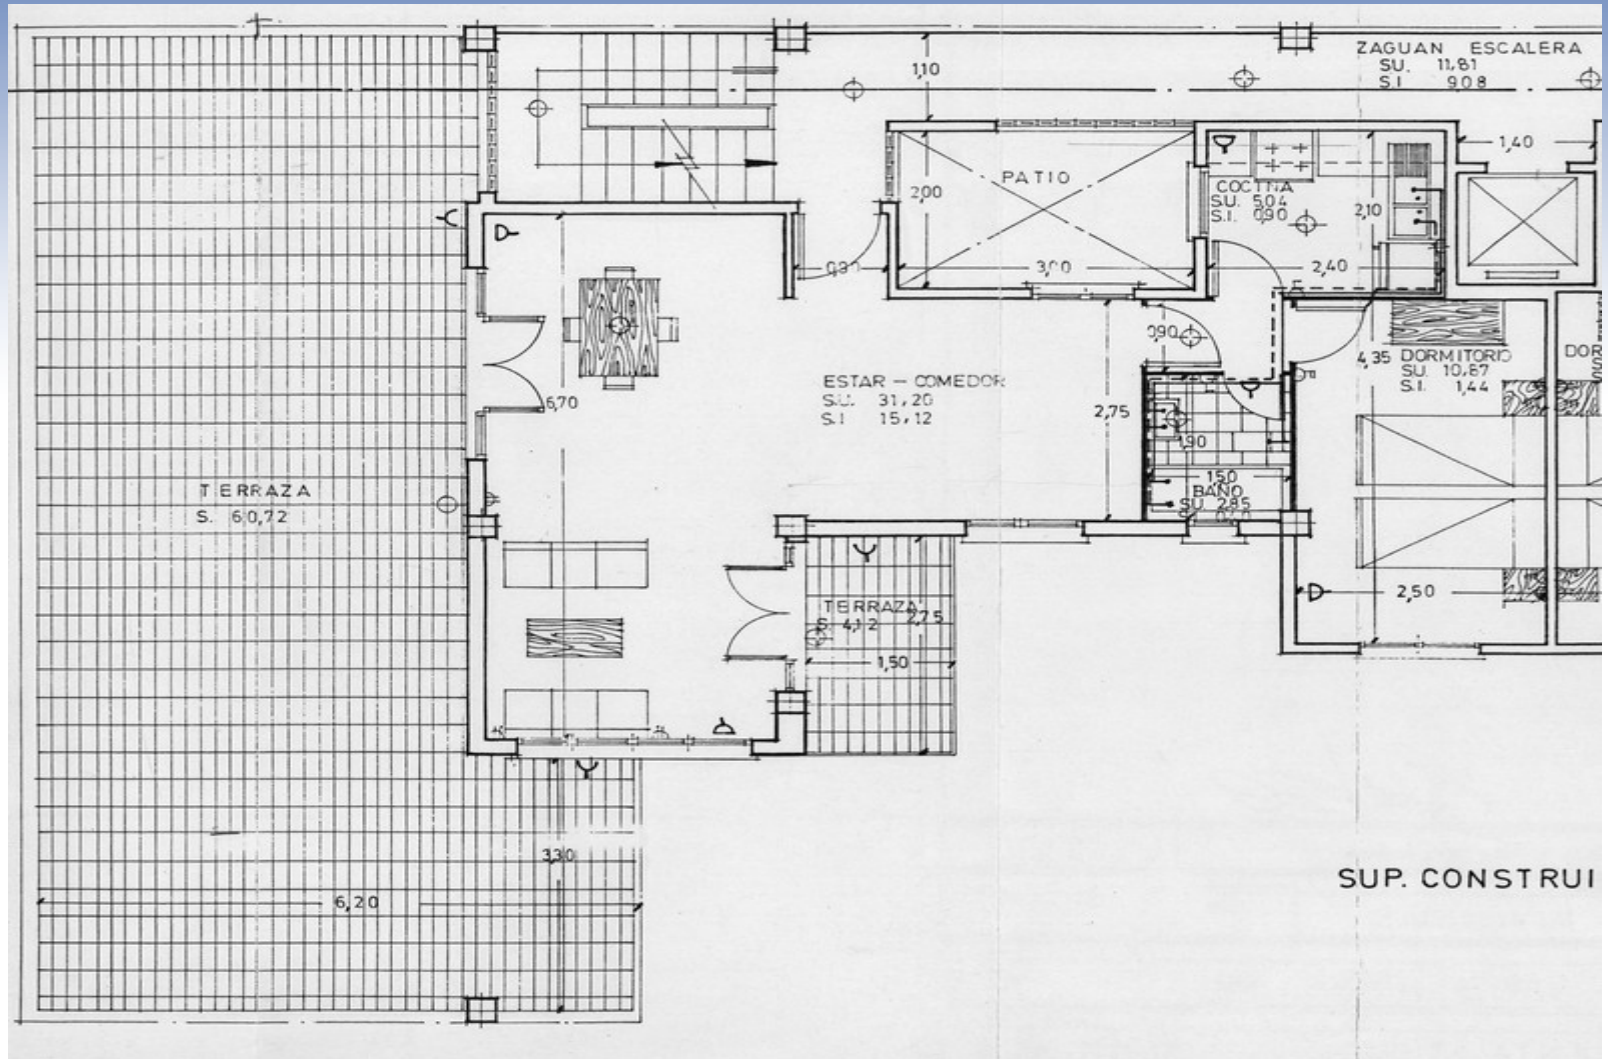 ZAGUAN ESCALERA
SU. 11,81
S.I 9,08
1,10
1,40
PATIO
2,00
3,00
COCINA
SU. 5,04
S.I. 0,90
2,10
2,40
0,90
4,35
DORMITORIO
SU. 10,87
S.I. 1,44
DOR
ESTAR - COMEDOR
S.U. 31,20
S.I 15,12
6,70
2,75
1,90
1,50
BAÑO
SU 2,85
TERRAZA
S. 60,72
2,50
TERRAZA
S. 4,12
2,75
1,50
3,30
6,20
SUP. CONSTRUI